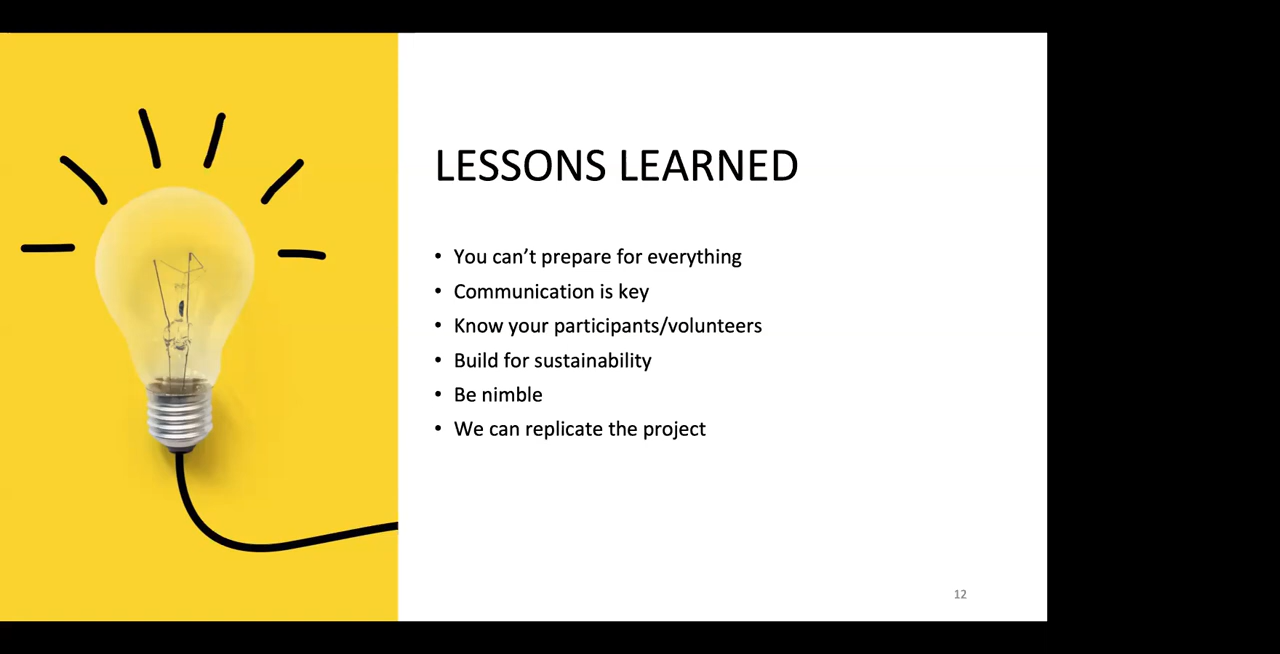 LESSONS LEARNED
• You can’t prepare for everything
• Communication is key
• Know your participants/volunteers
• Build for sustainability
• Be nimble
• We can replicate the project
12